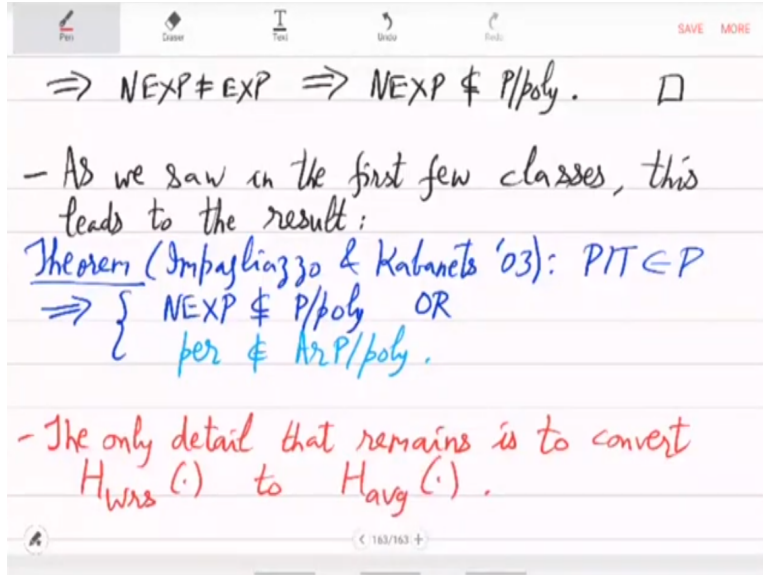 Pen Eraser Text Undo Redo SAVE MORE
⇒ NEXP ≠ EXP ⇒ NEXP ⊄ P/poly. □
- As we saw in the first few classes, this
leads to the result:
Theorem (Impagliazzo & Kabanets '03): PIT ∈ P
⇒ { NEXP ⊄ P/poly OR
per ∉ ArP/poly.
- The only detail that remains is to convert
H_wrs (·) to H_avg (·).
< 163/163 +